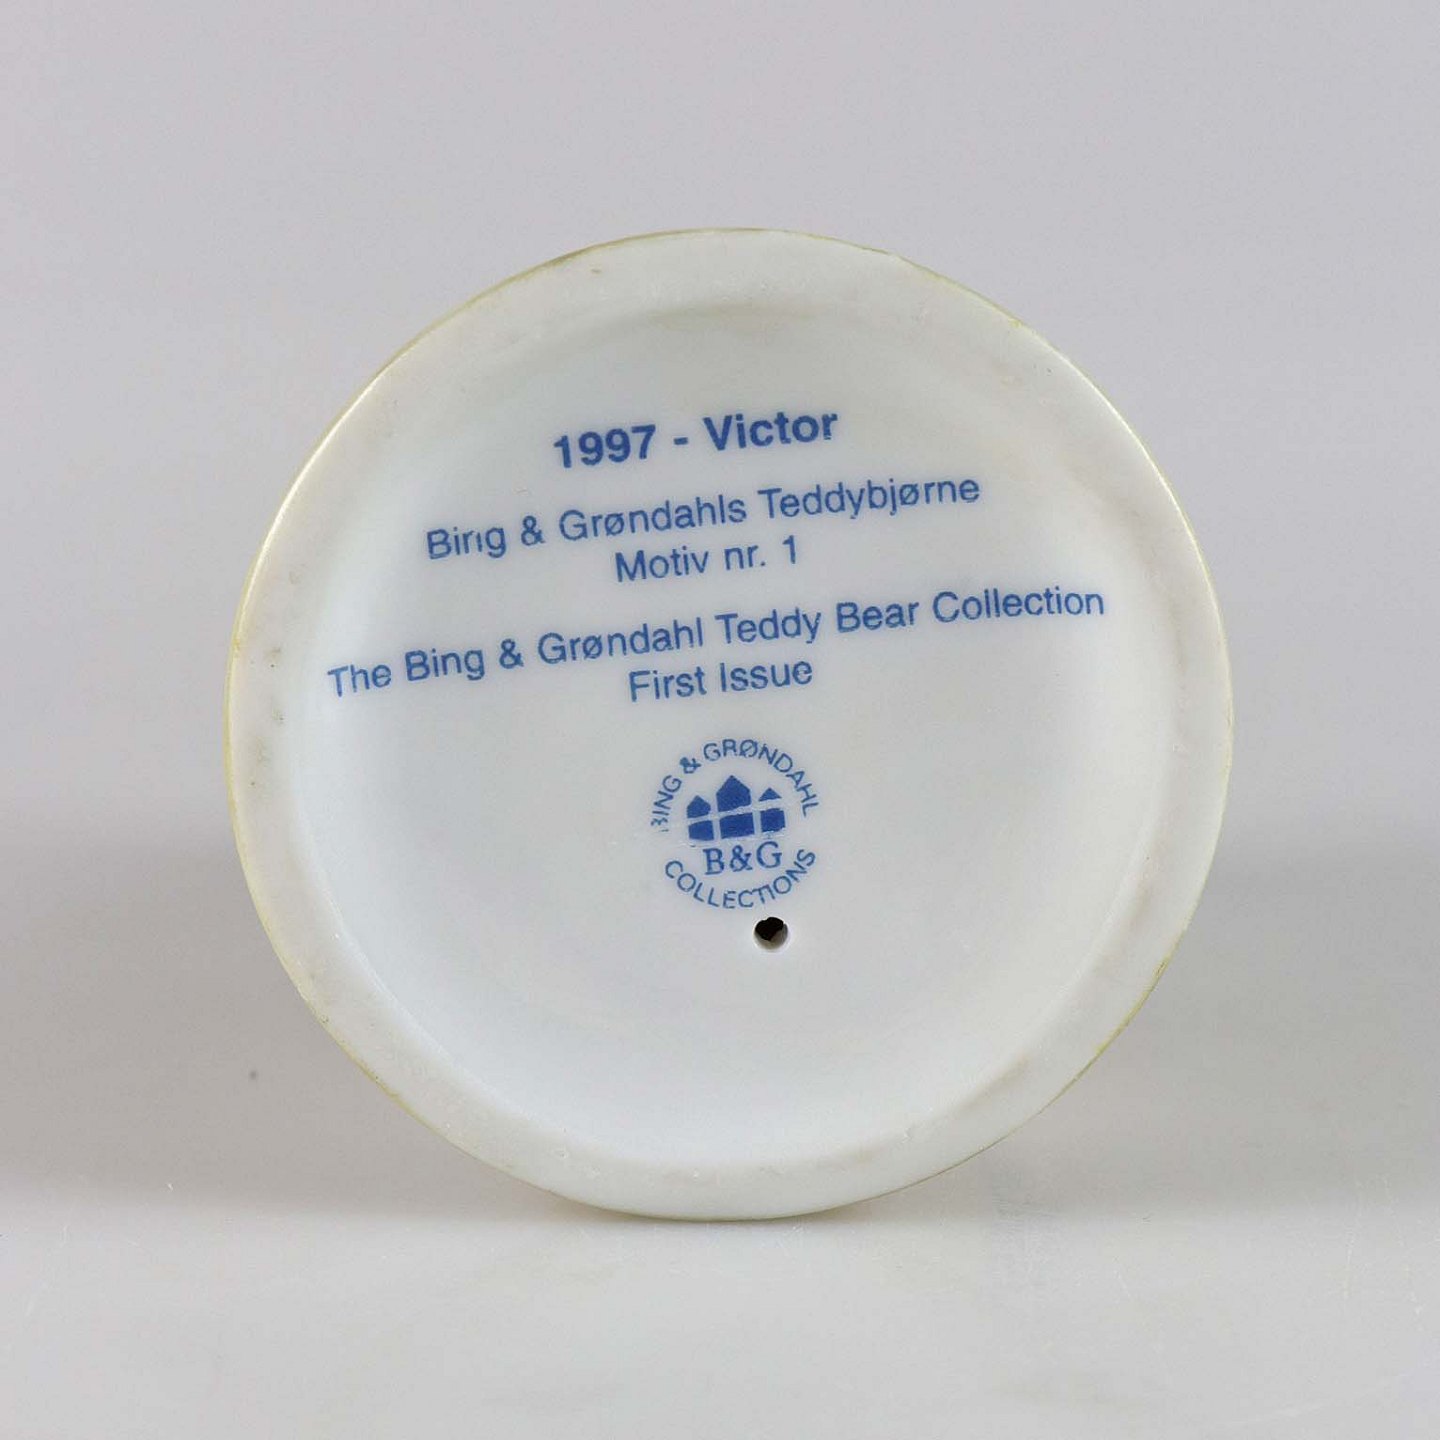 1997 - Victor
Bing & Grøndahls Teddybjørne
Motiv nr. 1
The Bing & Grøndahl Teddy Bear Collection
First Issue
BING & GRØNDAHL
B&G
COLLECTIONS